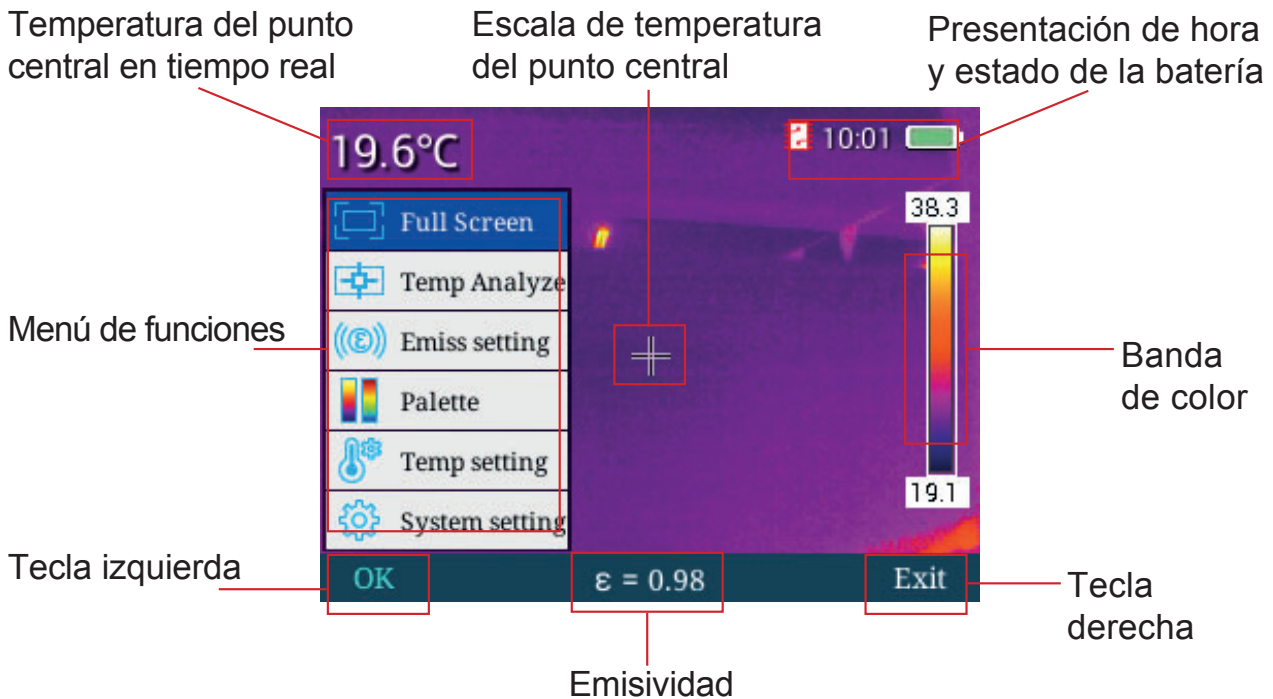 Temperatura del punto
central en tiempo real
Escala de temperatura
del punto central
Presentación de hora
y estado de la batería
19.6°C
10:01
38.3
Full Screen
Temp Analyze
Menú de funciones
Emiss setting
Banda
de color
Palette
Temp setting
19.1
System setting
Tecla izquierda
OK
ε = 0.98
Exit
Tecla
derecha
Emisividad